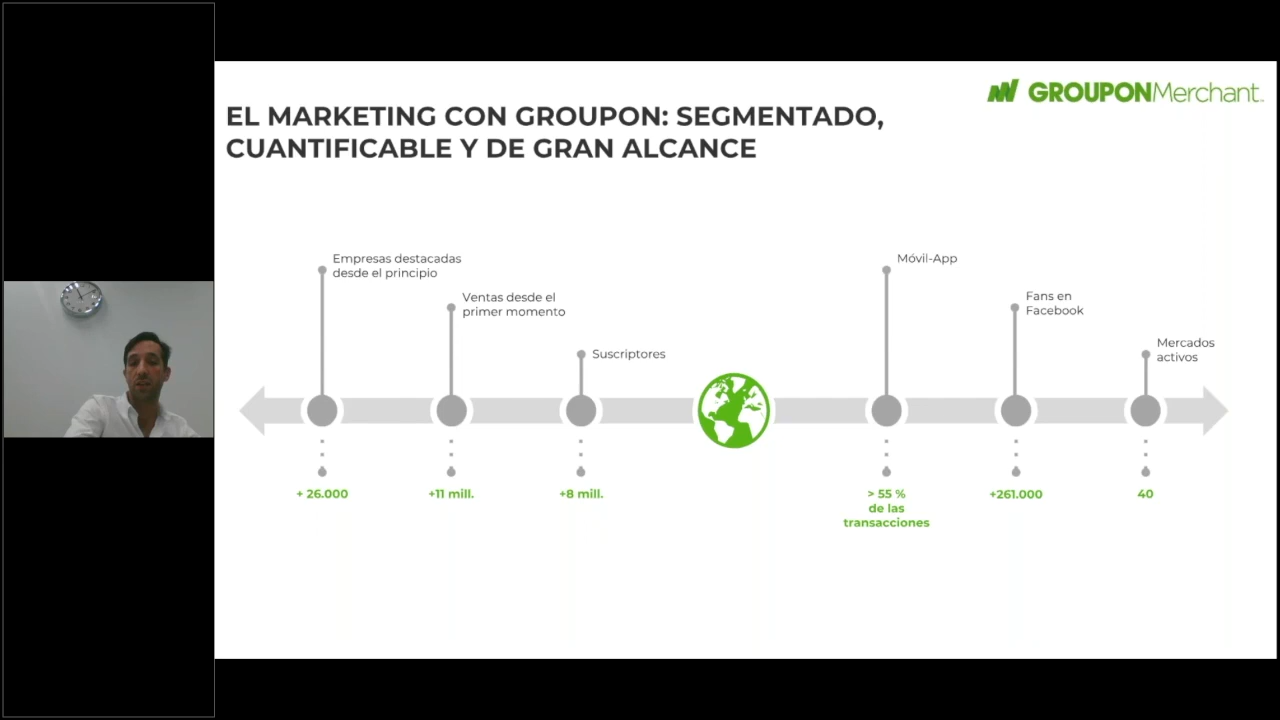 GROUPONMerchant™
EL MARKETING CON GROUPON: SEGMENTADO,
CUANTIFICABLE Y DE GRAN ALCANCE
Empresas destacadas
desde el principio
Ventas desde el
primer momento
Suscriptores
Móvil-App
Fans en
Facebook
Mercados
activos
+ 26.000
+11 mill.
+8 mill.
> 55 %
de las
transacciones
+261.000
40